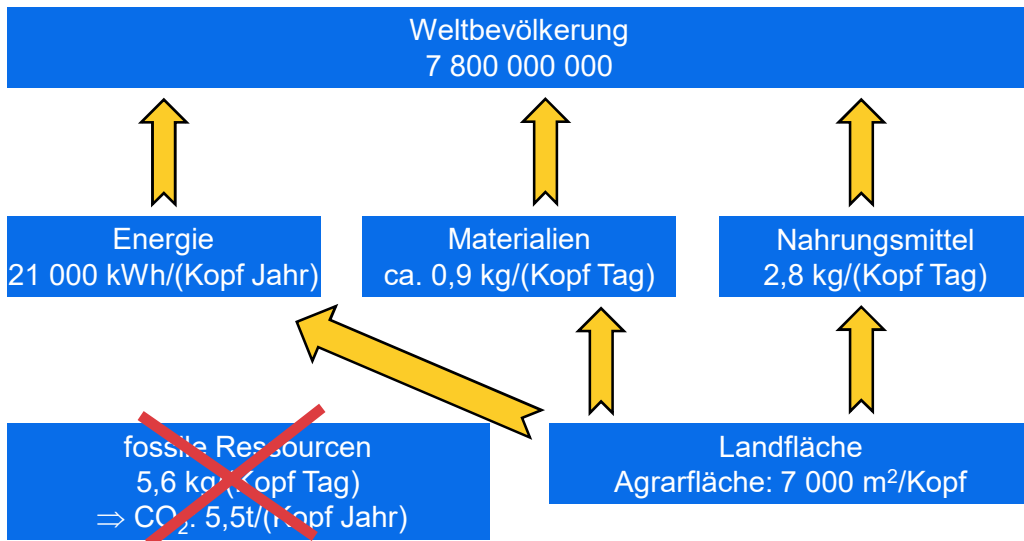 Weltbevölkerung
7 800 000 000
Energie
21 000 kWh/(Kopf Jahr)
Materialien
ca. 0,9 kg/(Kopf Tag)
Nahrungsmittel
2,8 kg/(Kopf Tag)
fossile Ressourcen
5,6 kg/(Kopf Tag)
⇒ CO₂: 5,5t/(Kopf Jahr)
Landfläche
Agrarfläche: 7 000 m²/Kopf